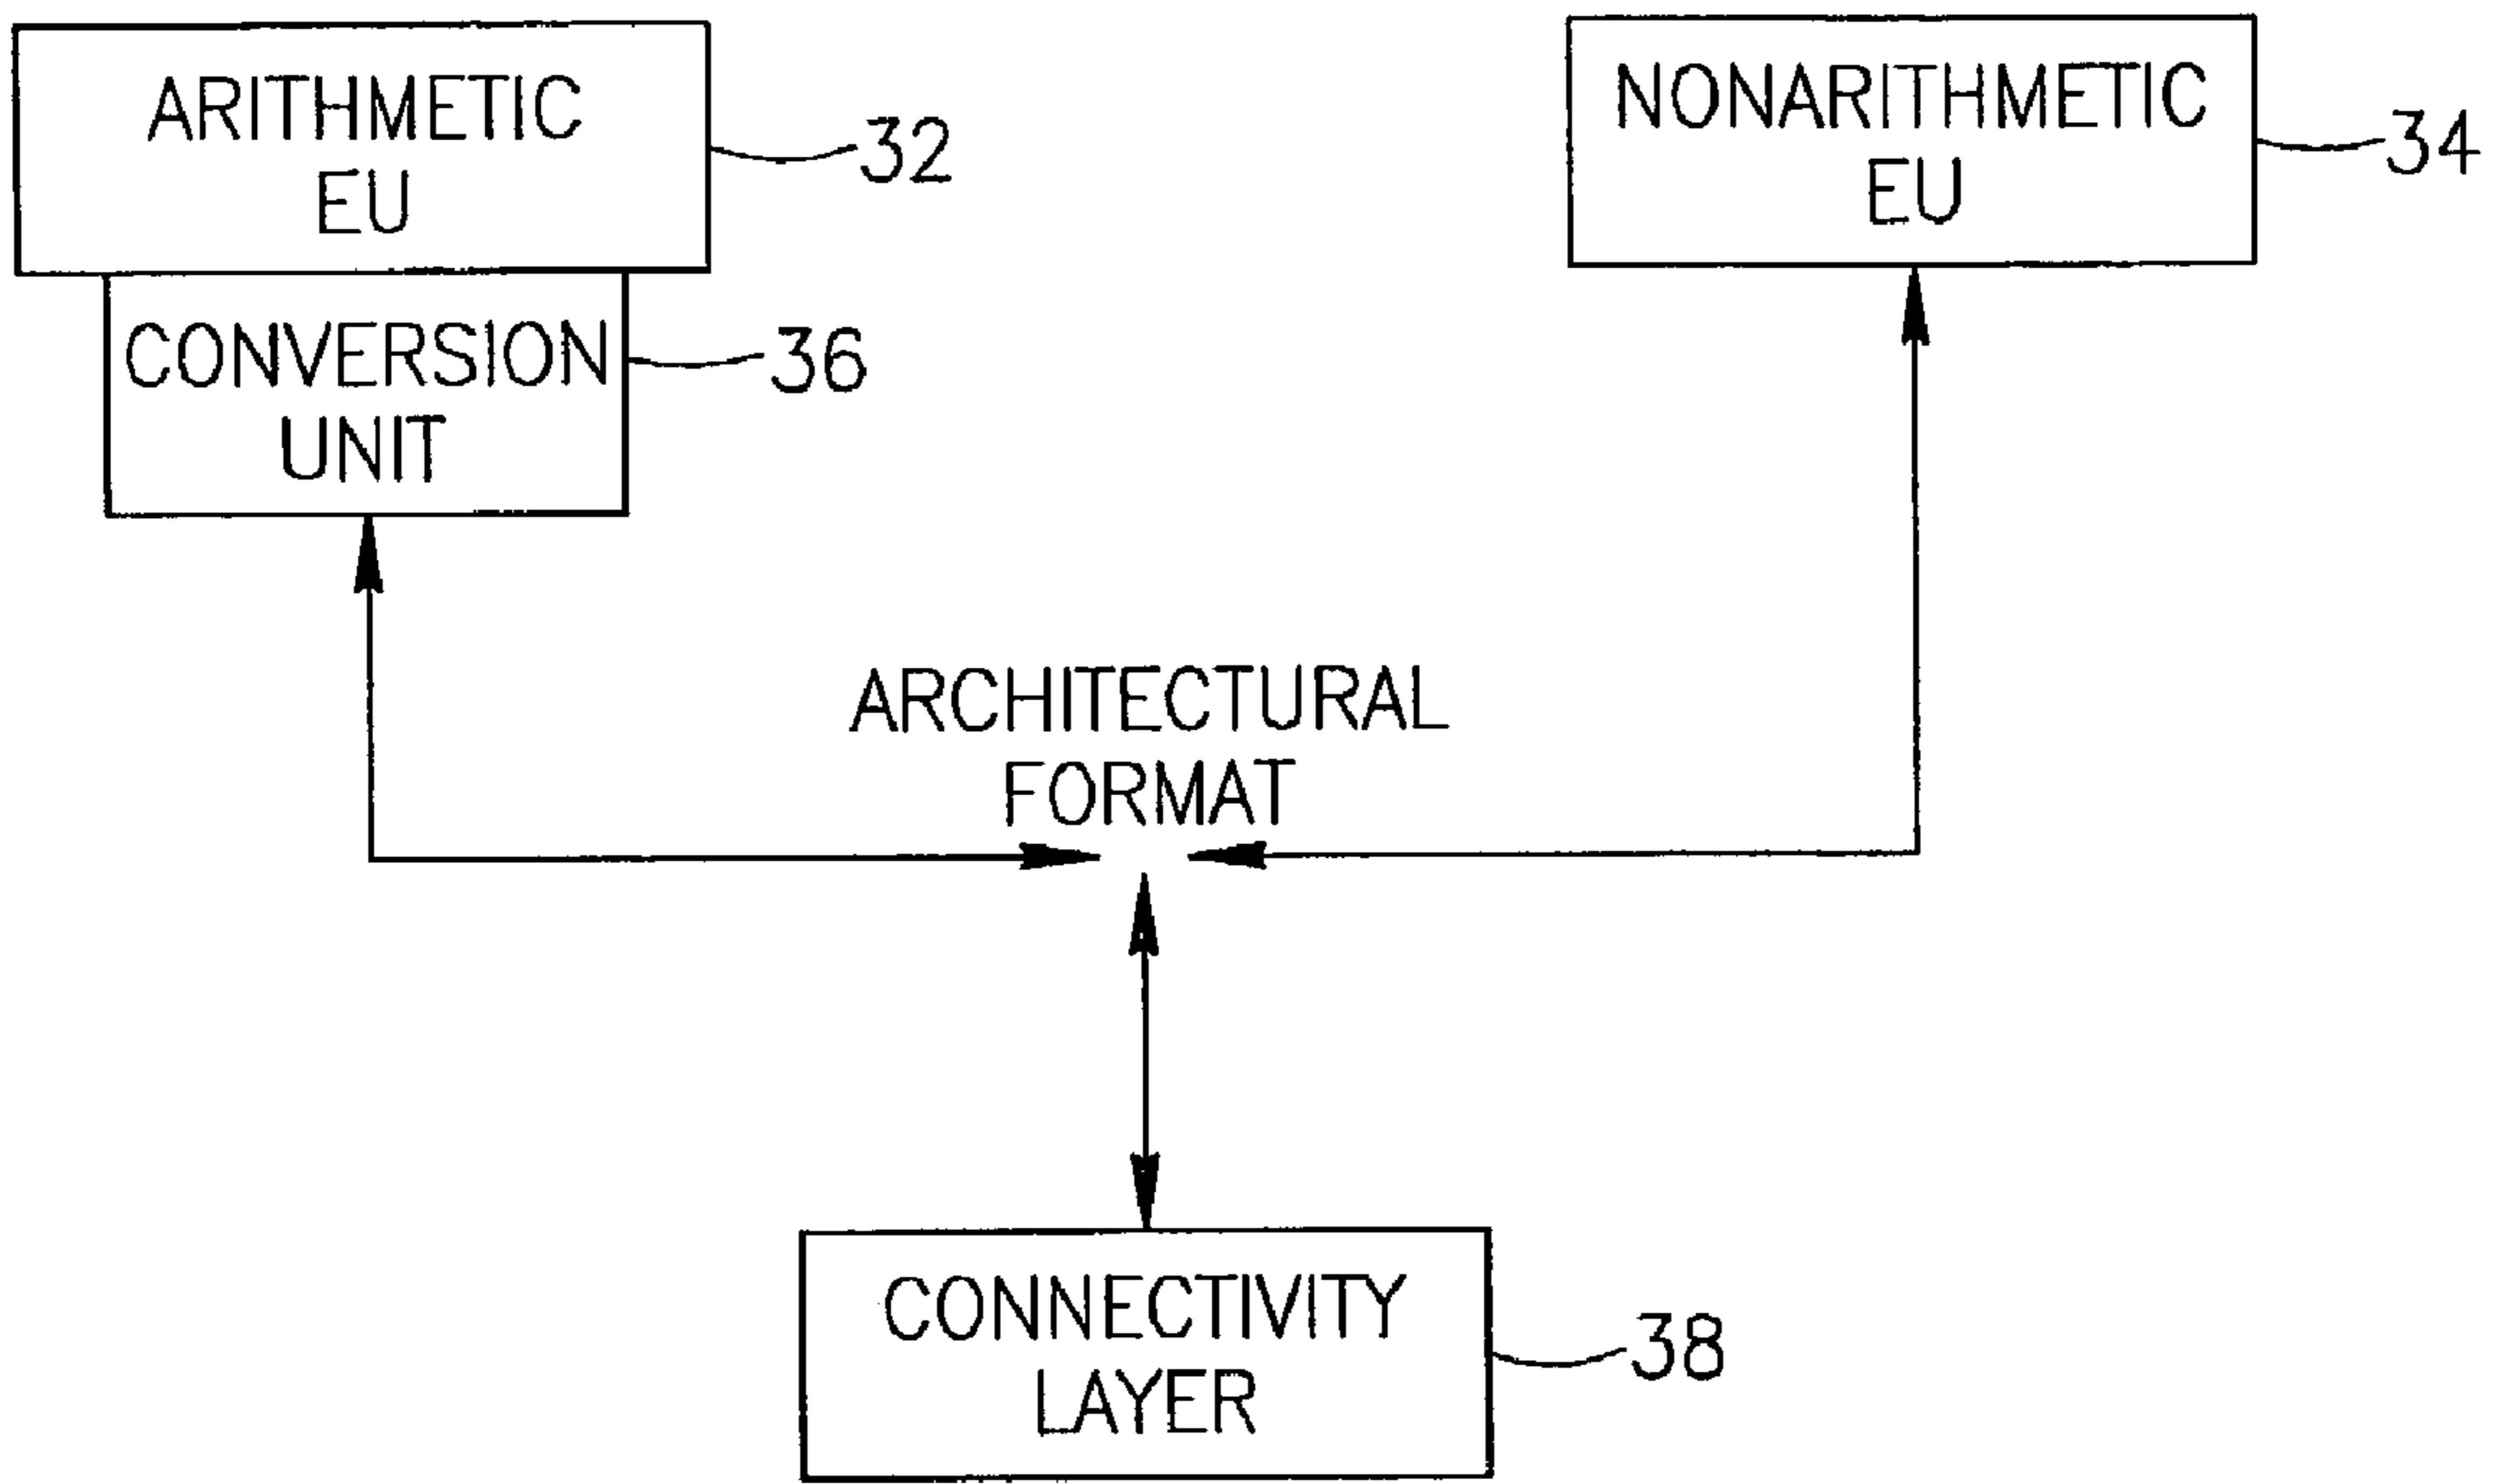 ARITHMETIC
EU
32
NONARITHMETIC
EU
34
CONVERSION
UNIT
36
ARCHITECTURAL
FORMAT
CONNECTIVITY
LAYER
38